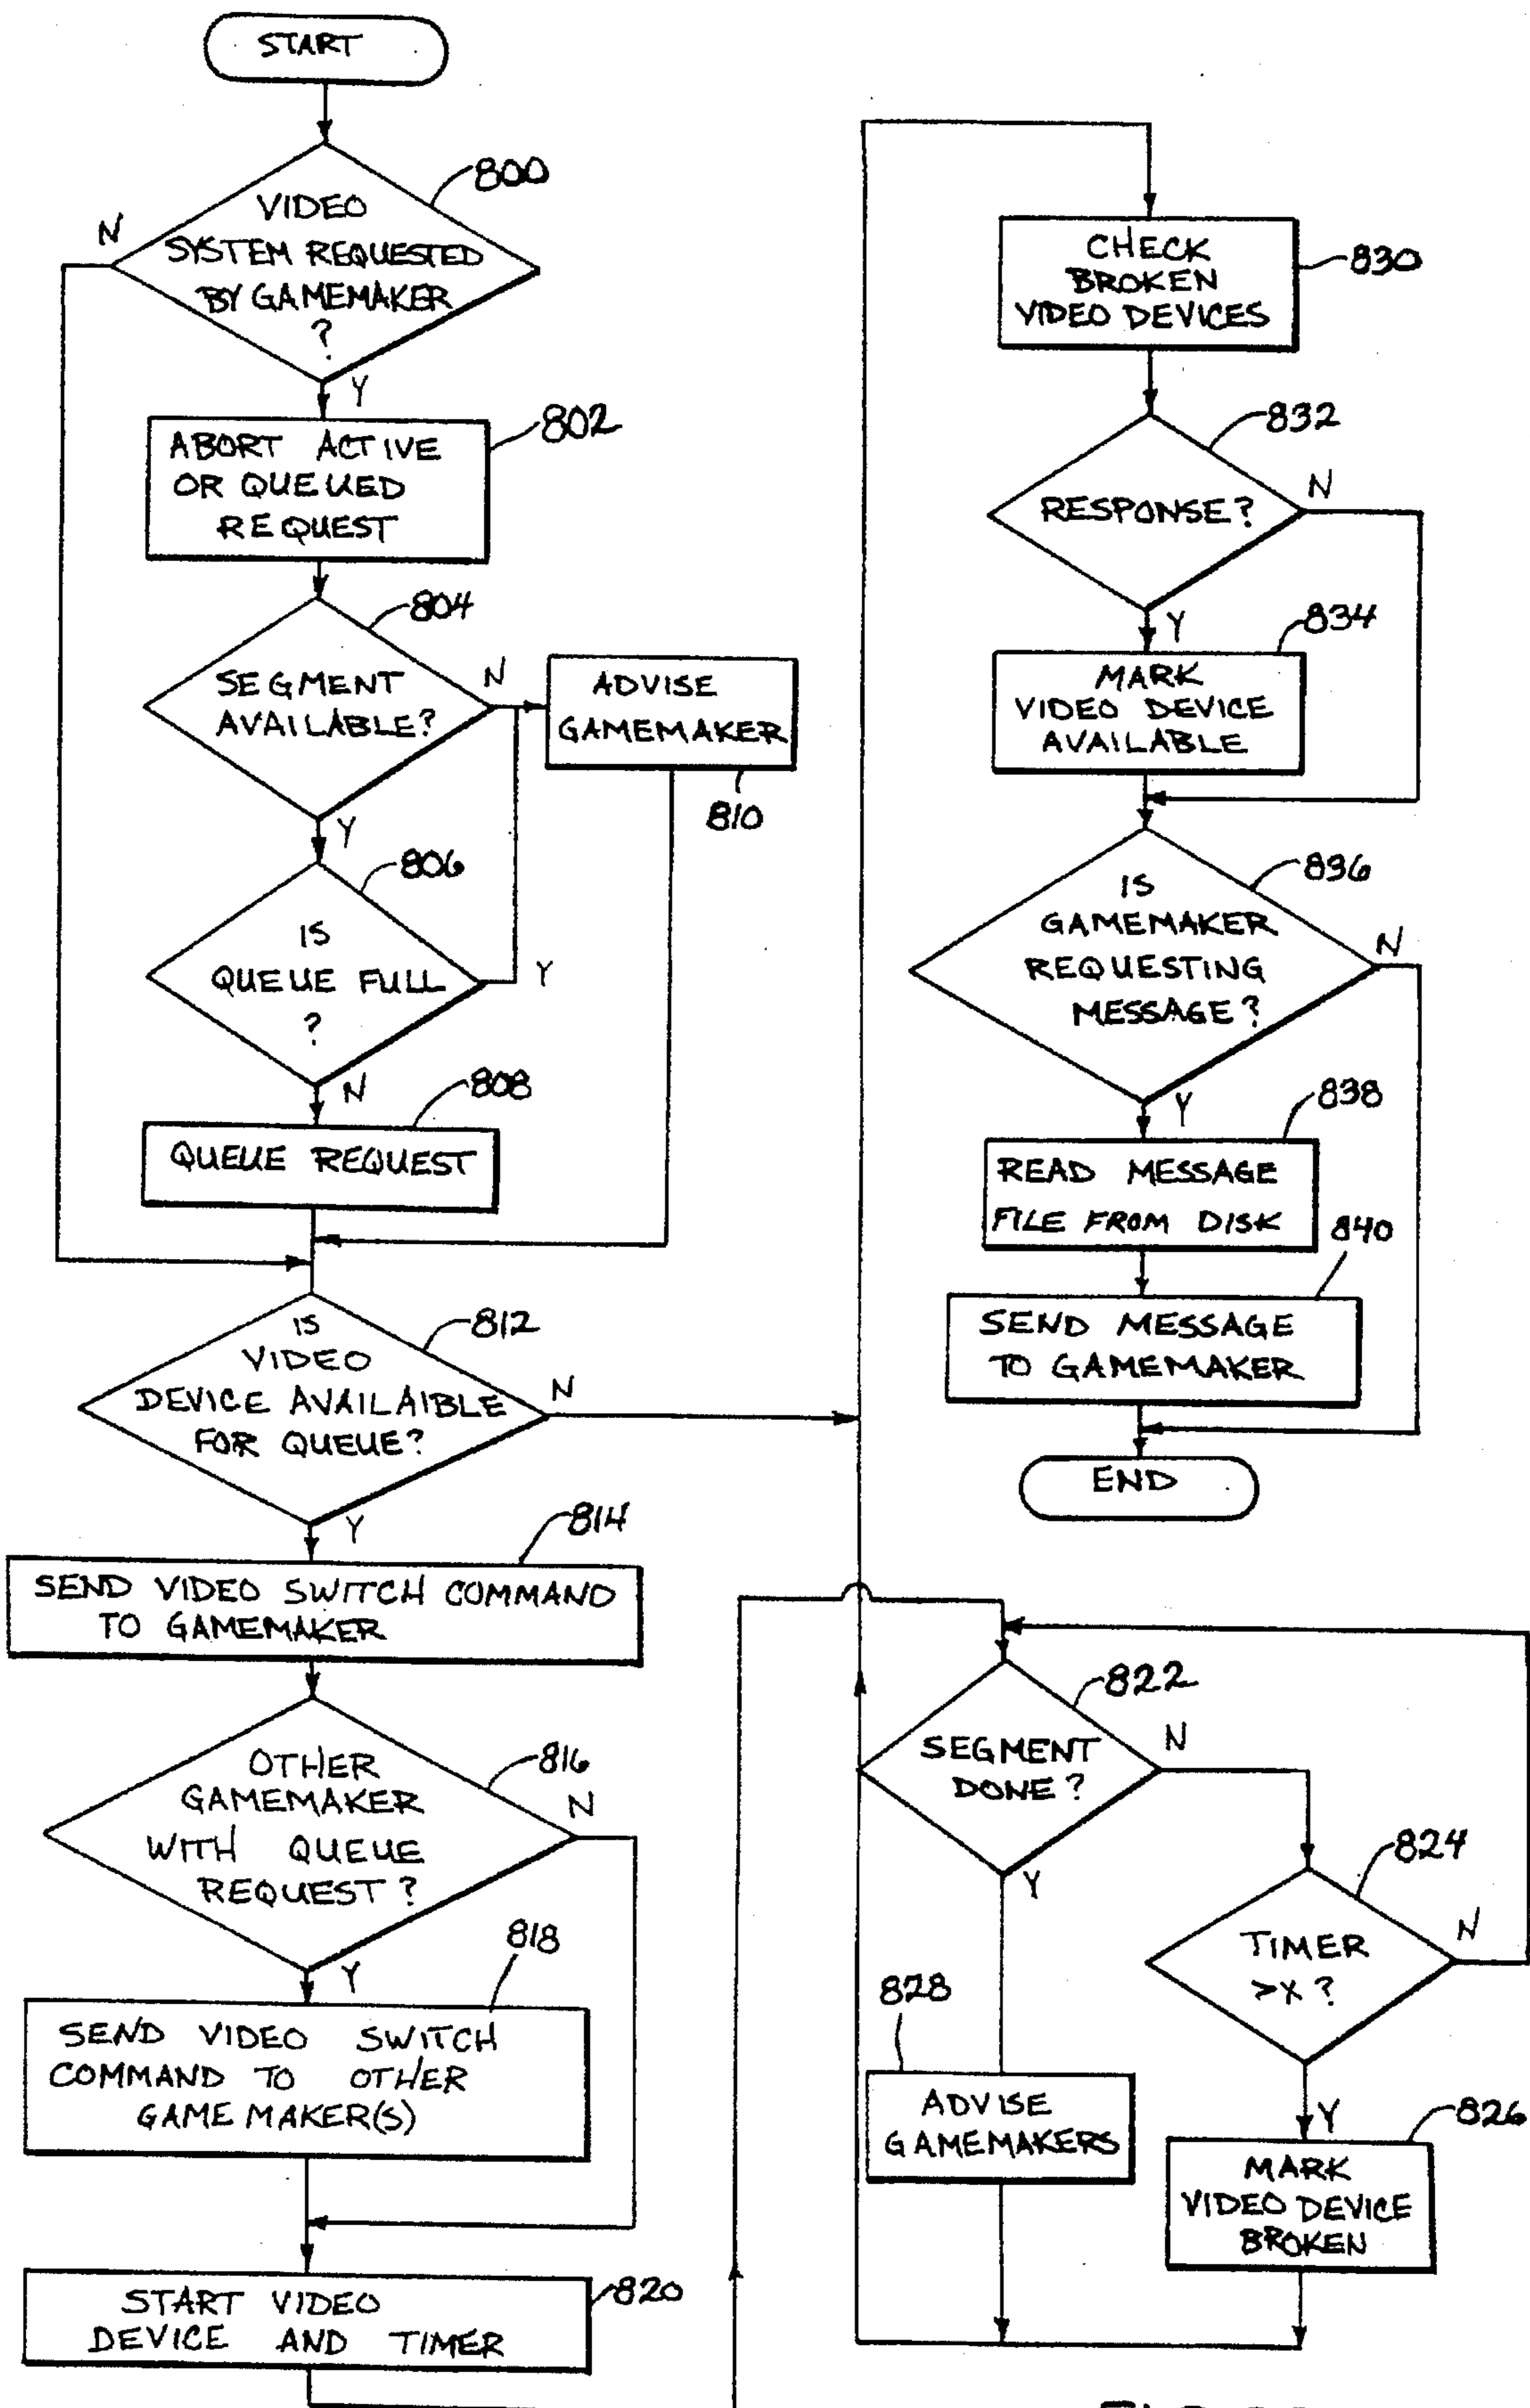 START
800
VIDEO
SYSTEM REQUESTED
BY GAMEMAKER
?
N
Y
802
ABORT ACTIVE
OR QUEUED
REQUEST
804
SEGMENT
AVAILABLE?
N
Y
ADVISE
GAMEMAKER
810
806
IS
QUEUE FULL
?
Y
N
808
QUEUE REQUEST
812
IS
VIDEO
DEVICE AVAILAIBLE
FOR QUEUE?
N
Y
814
SEND VIDEO SWITCH COMMAND
TO GAMEMAKER
816
OTHER
GAMEMAKER
WITH QUEUE
REQUEST?
N
Y
818
SEND VIDEO SWITCH
COMMAND TO OTHER
GAME MAKER(S)
820
START VIDEO
DEVICE AND TIMER
822
SEGMENT
DONE?
N
Y
824
TIMER
>X?
N
Y
828
ADVISE
GAMEMAKERS
826
MARK
VIDEO DEVICE
BROKEN
830
CHECK
BROKEN
VIDEO DEVICES
832
RESPONSE?
N
Y
834
MARK
VIDEO DEVICE
AVAILABLE
836
IS
GAMEMAKER
REQUESTING
MESSAGE?
N
Y
838
READ MESSAGE
FILE FROM DISK
840
SEND MESSAGE
TO GAMEMAKER
END